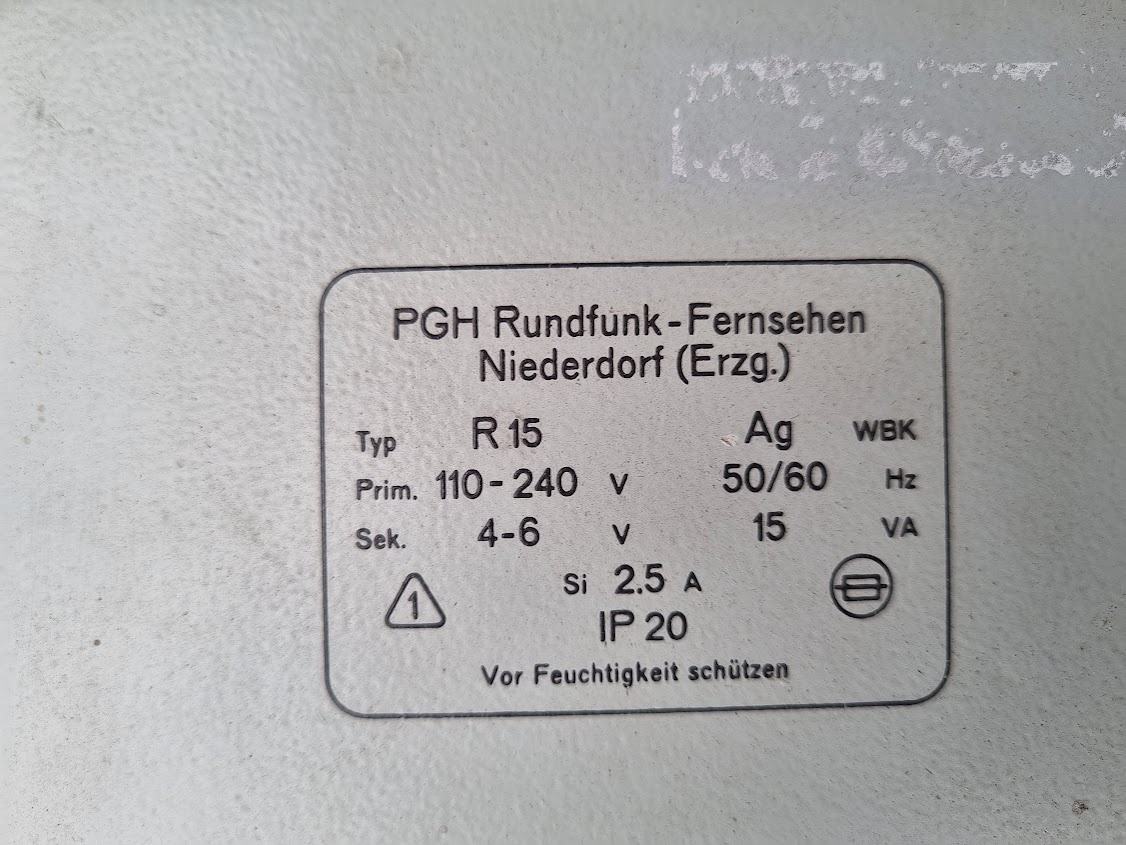 PGH Rundfunk-Fernsehen
Niederdorf (Erzg.)
Typ R 15 Ag WBK
Prim. 110-240 V 50/60 Hz
Sek. 4-6 V 15 VA
1 Si 2.5 A
IP 20
Vor Feuchtigkeit schützen